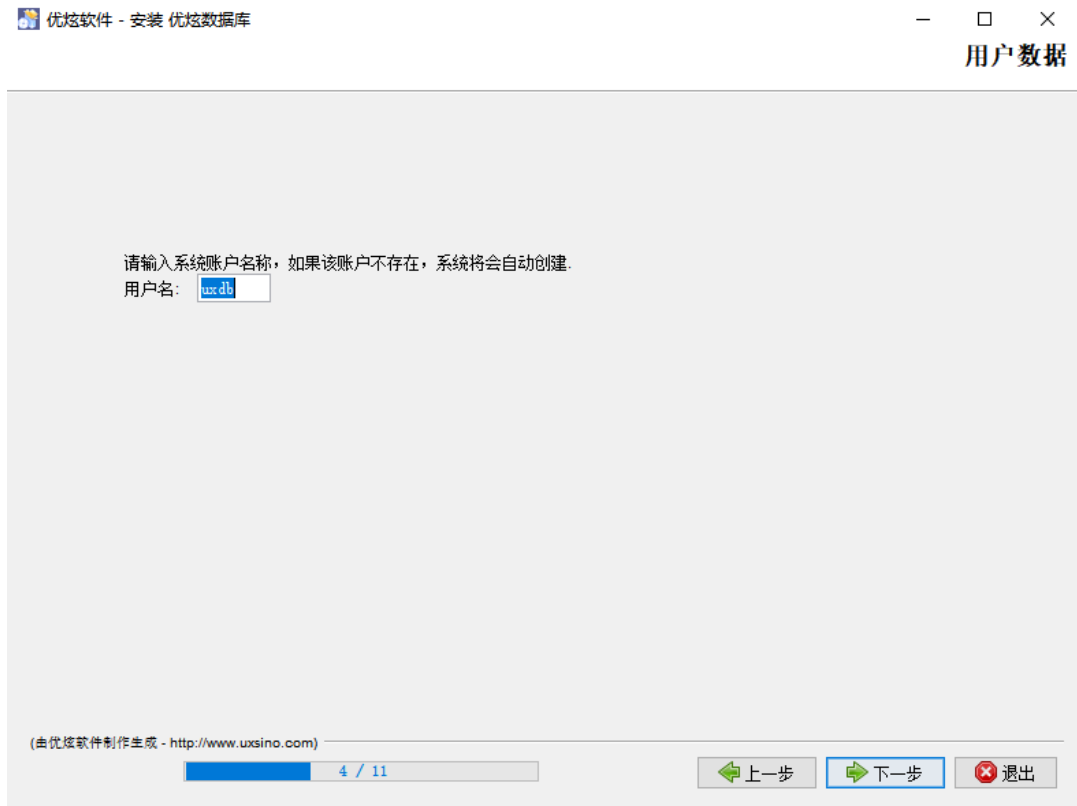 优炫软件 - 安装 优炫数据库
用户数据
请输入系统账户名称，如果该账户不存在，系统将会自动创建.
用户名: uxdb
(由优炫软件制作生成 - http://www.uxsino.com)
4 / 11
上一步 下一步 退出